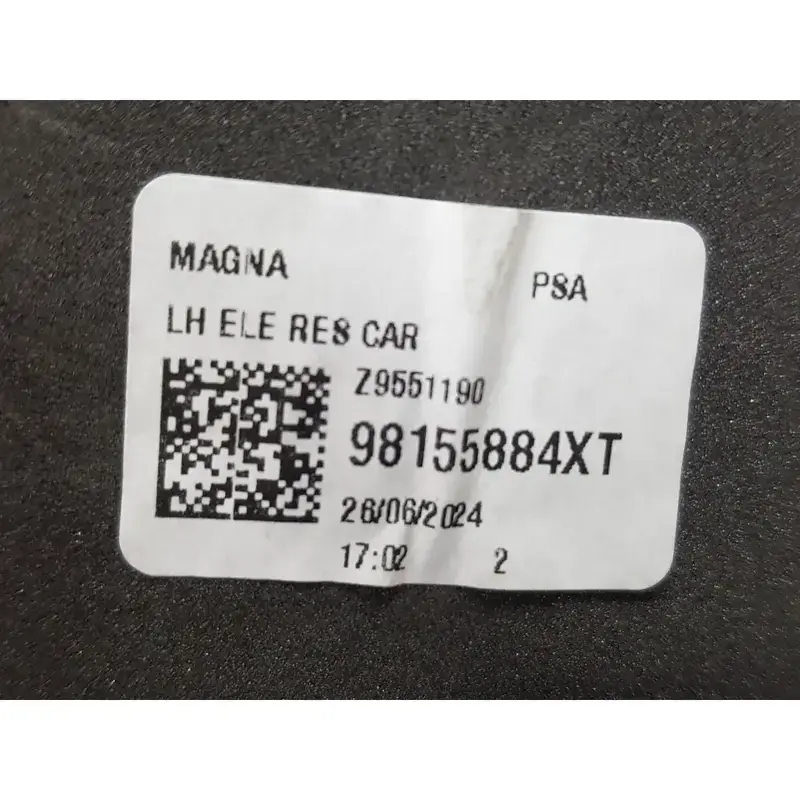 MAGNA PSA
LH ELE RES CAR
Z9551190
98155884XT
26/06/2024
17:02 2